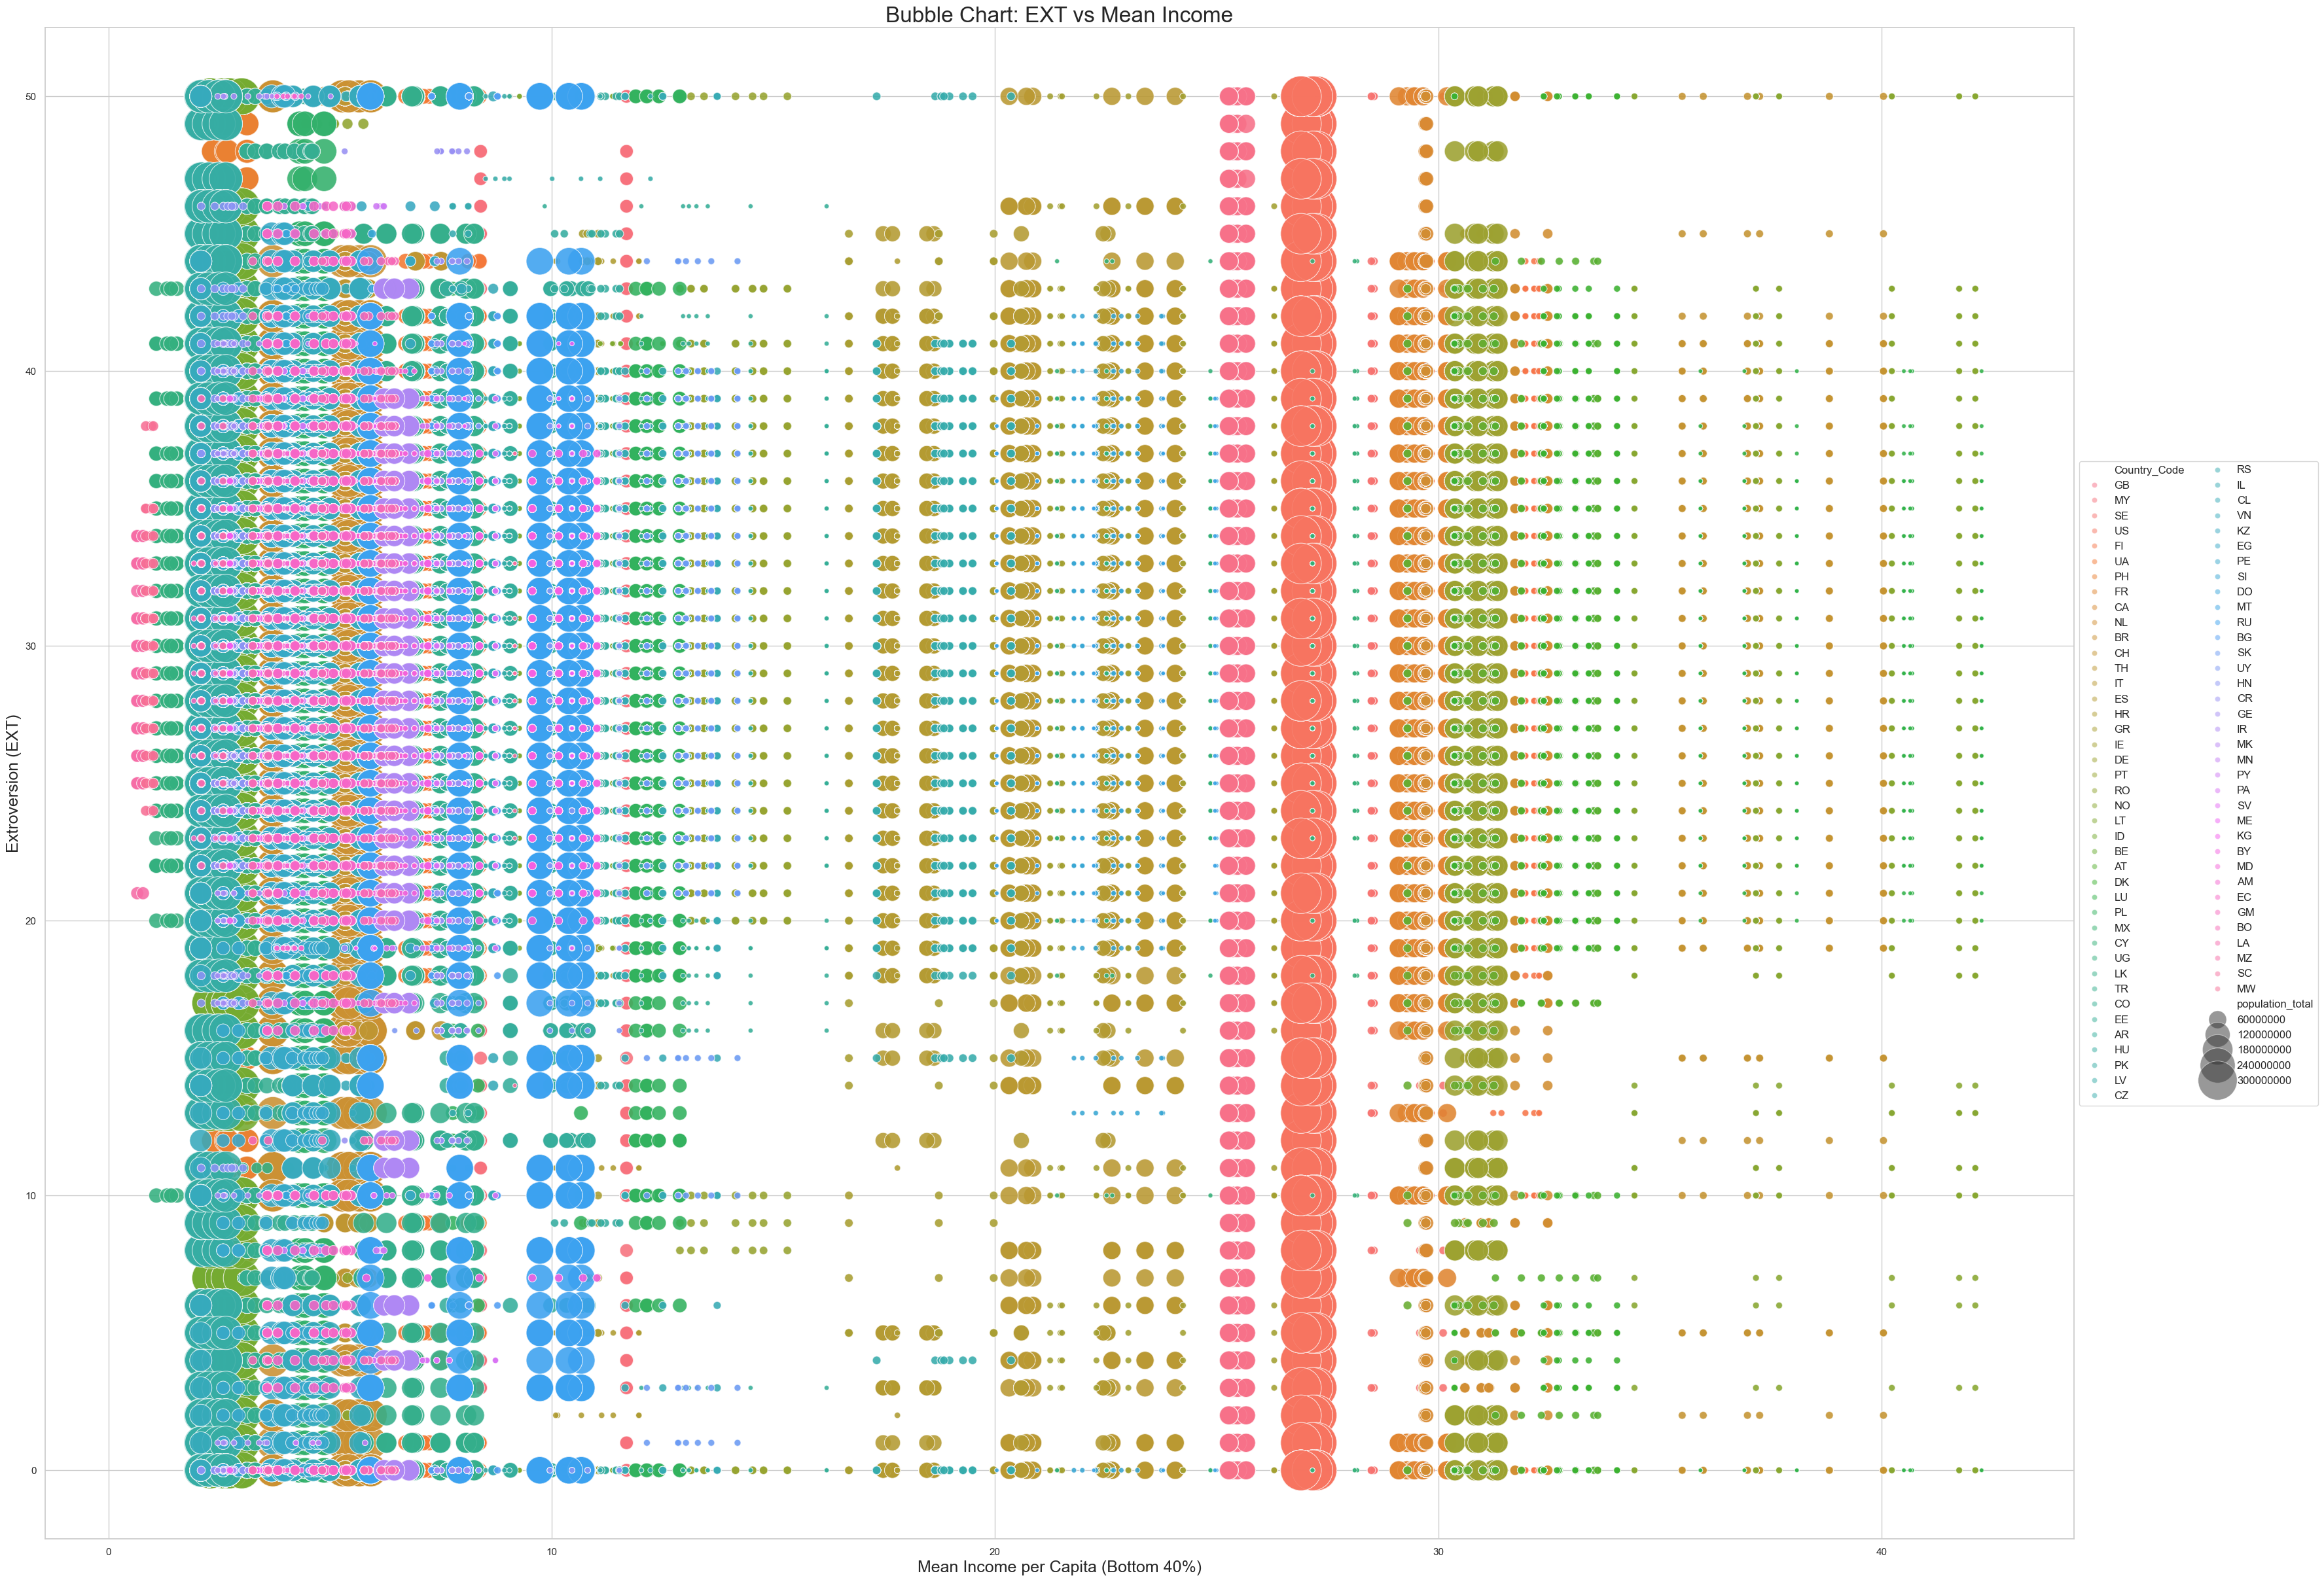 Bubble Chart: EXT vs Mean Income
50
40
30
20
10
0
Extroversion (EXT)
0
10
20
30
40
Mean Income per Capita (Bottom 40%)
Country_Code
GB
MY
SE
US
FI
UA
PH
FR
CA
NL
BR
CH
TH
IT
ES
HR
GR
IE
DE
PT
RO
NO
LT
ID
BE
AT
DK
LU
PL
MX
CY
UG
LK
TR
CO
EE
AR
HU
PK
LV
CZ
RS
IL
CL
VN
KZ
EG
PE
SI
DO
MT
RU
BG
SK
UY
HN
CR
GE
IR
MK
MN
PY
PA
SV
ME
KG
BY
MD
AM
EC
GM
BO
LA
MZ
SC
MW
population_total
60000000
120000000
180000000
240000000
300000000